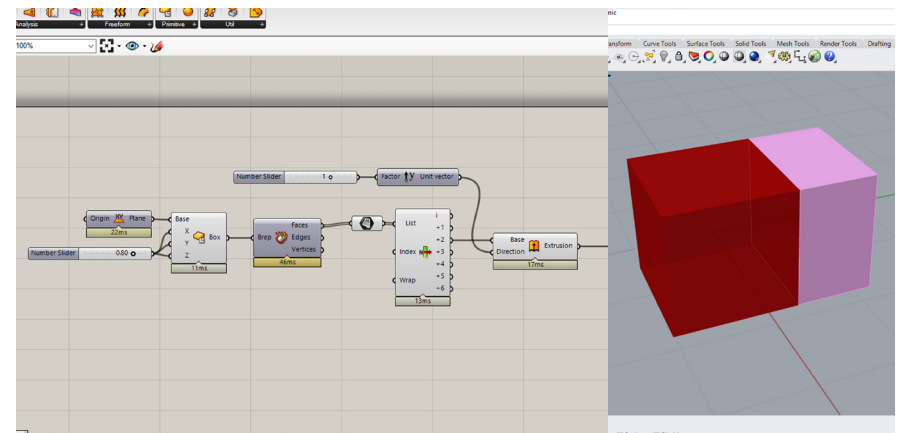 nic
Analysis + Freeform + Primitive + Util +
ansform Curve Tools Surface Tools Solid Tools Mesh Tools Render Tools Drafting
100%
Number Slider 1
Factor Y Unit vector
Origin XY Plane
22ms
Number Slider 0.80
Base
X
Y
Z
Box
11ms
Brep
Faces
Edges
Vertices
46ms
List
Index
Wrap
i
+1
+2
+3
+4
+5
+6
13ms
Base
Direction
Extrusion
17ms